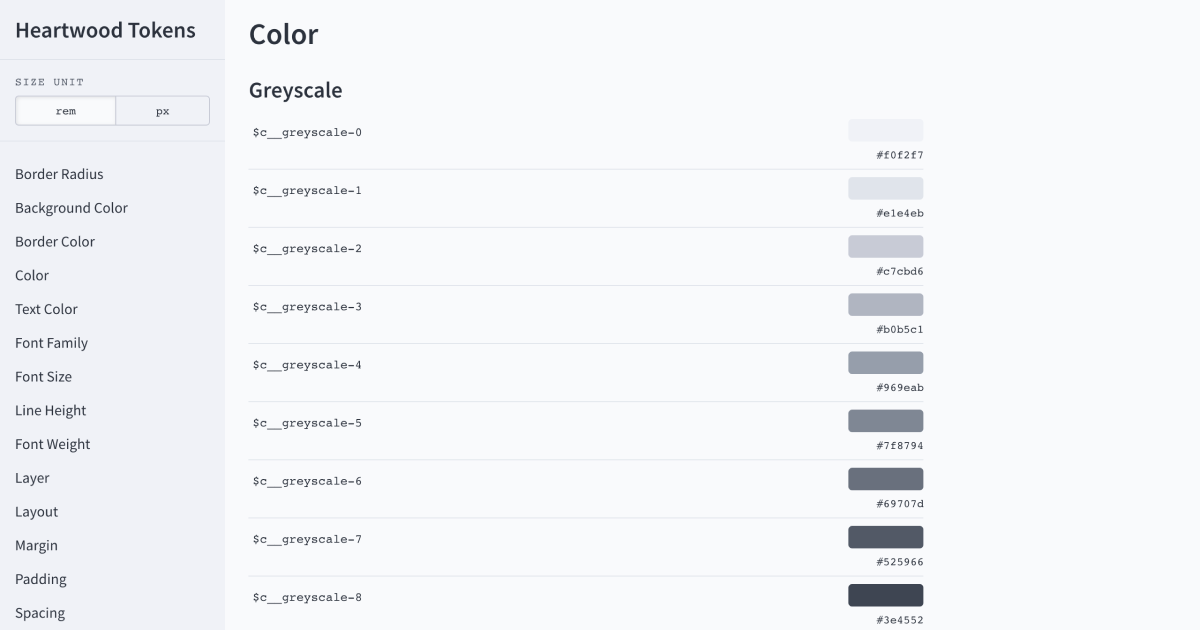 Heartwood Tokens
SIZE UNIT
rem
px
Border Radius
Background Color
Border Color
Color
Text Color
Font Family
Font Size
Line Height
Font Weight
Layer
Layout
Margin
Padding
Spacing
Color
Greyscale
$c__greyscale-0
#f0f2f7
$c__greyscale-1
#e1e4eb
$c__greyscale-2
#c7cbd6
$c__greyscale-3
#b0b5c1
$c__greyscale-4
#969eab
$c__greyscale-5
#7f8794
$c__greyscale-6
#69707d
$c__greyscale-7
#525966
$c__greyscale-8
#3e4552